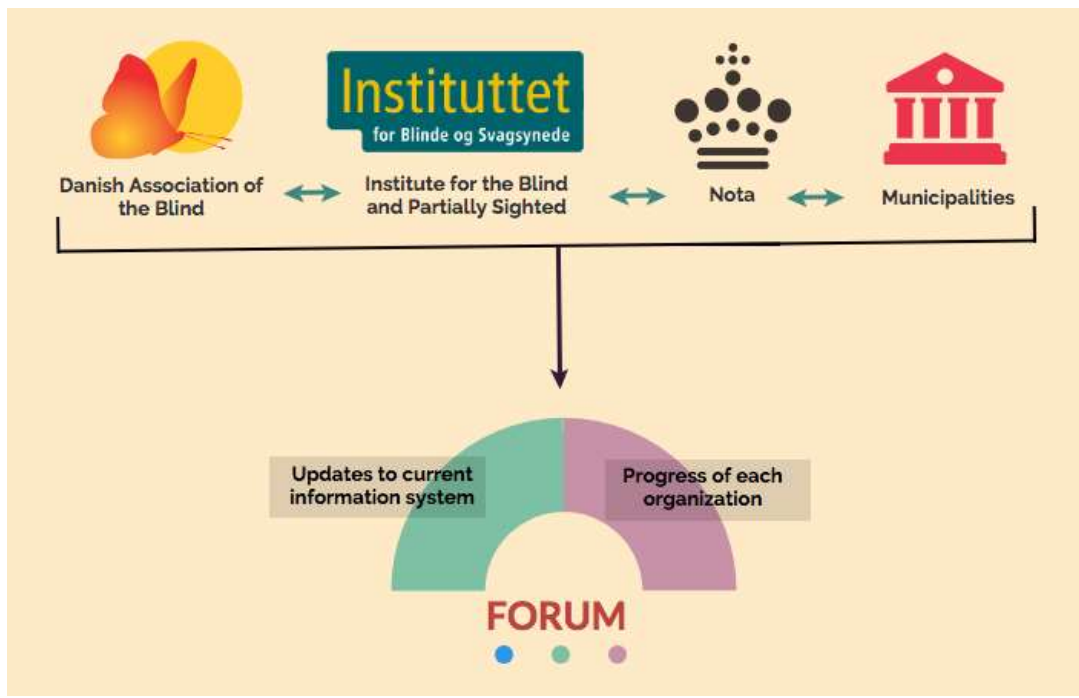 Instituttet
for Blinde og Svagsynede
Danish Association of
the Blind
Institute for the Blind
and Partially Sighted
Nota
Municipalities
Updates to current
information system
Progress of each
organization
FORUM